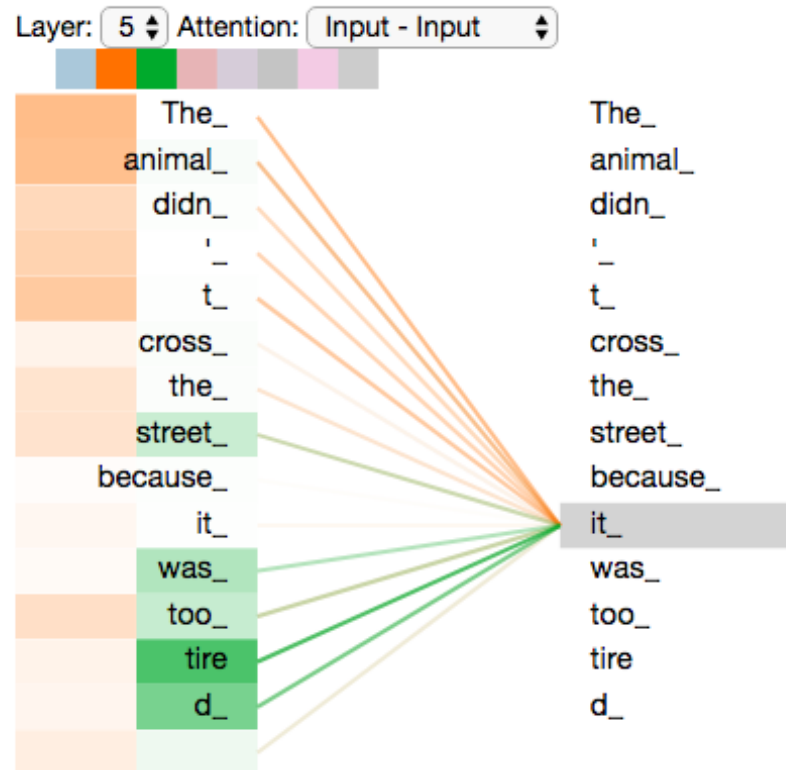 Layer: 5 Attention: Input - Input
The_ The_
animal_ animal_
didn_ didn_
'_ '_
t_ t_
cross_ cross_
the_ the_
street_ street_
because_ because_
it_ it_
was_ was_
too_ too_
tire tire
d_ d_